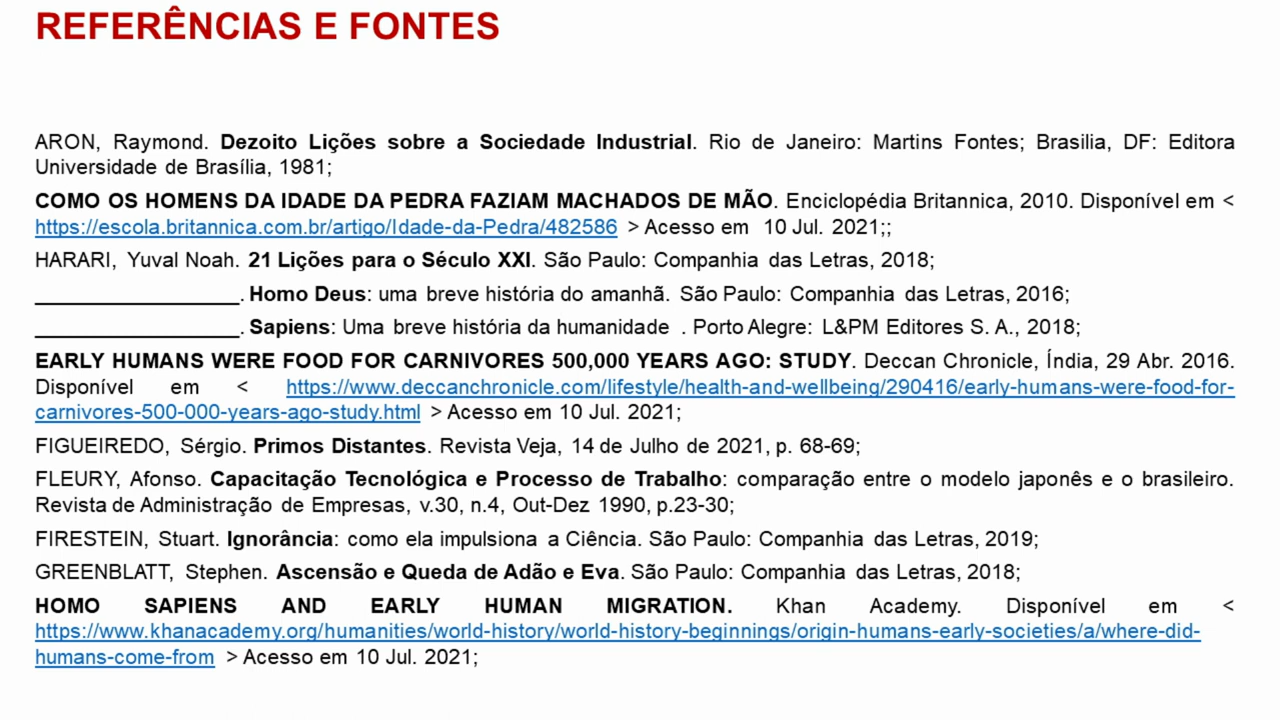 REFERÊNCIAS E FONTES
ARON, Raymond. Dezoito Lições sobre a Sociedade Industrial. Rio de Janeiro: Martins Fontes; Brasilia, DF: Editora
Universidade de Brasília, 1981;
COMO OS HOMENS DA IDADE DA PEDRA FAZIAM MACHADOS DE MÃO. Enciclopédia Britannica, 2010. Disponível em <
https://escola.britannica.com.br/artigo/Idade-da-Pedra/482586 > Acesso em 10 Jul. 2021;;
HARARI, Yuval Noah. 21 Lições para o Século XXI. São Paulo: Companhia das Letras, 2018;
_________________. Homo Deus: uma breve história do amanhã. São Paulo: Companhia das Letras, 2016;
_________________. Sapiens: Uma breve história da humanidade . Porto Alegre: L&PM Editores S. A., 2018;
EARLY HUMANS WERE FOOD FOR CARNIVORES 500,000 YEARS AGO: STUDY. Deccan Chronicle, Índia, 29 Abr. 2016.
Disponível em < https://www.deccanchronicle.com/lifestyle/health-and-wellbeing/290416/early-humans-were-food-for-
carnivores-500-000-years-ago-study.html > Acesso em 10 Jul. 2021;
FIGUEIREDO, Sérgio. Primos Distantes. Revista Veja, 14 de Julho de 2021, p. 68-69;
FLEURY, Afonso. Capacitação Tecnológica e Processo de Trabalho: comparação entre o modelo japonês e o brasileiro.
Revista de Administração de Empresas, v.30, n.4, Out-Dez 1990, p.23-30;
FIRESTEIN, Stuart. Ignorância: como ela impulsiona a Ciência. São Paulo: Companhia das Letras, 2019;
GREENBLATT, Stephen. Ascensão e Queda de Adão e Eva. São Paulo: Companhia das Letras, 2018;
HOMO SAPIENS AND EARLY HUMAN MIGRATION. Khan Academy. Disponível em <
https://www.khanacademy.org/humanities/world-history/world-history-beginnings/origin-humans-early-societies/a/where-did-
humans-come-from > Acesso em 10 Jul. 2021;